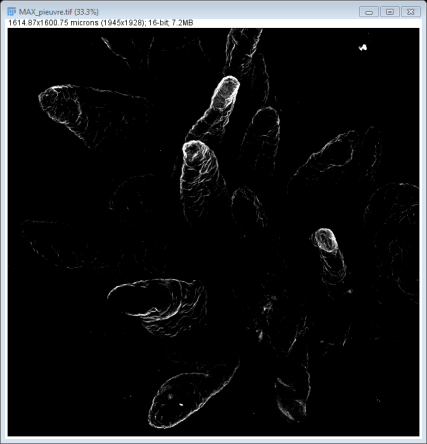 MAX_pieuvre.tif (33.3%)
1614.87x1600.75 microns (1945x1928); 16-bit; 7.2MB